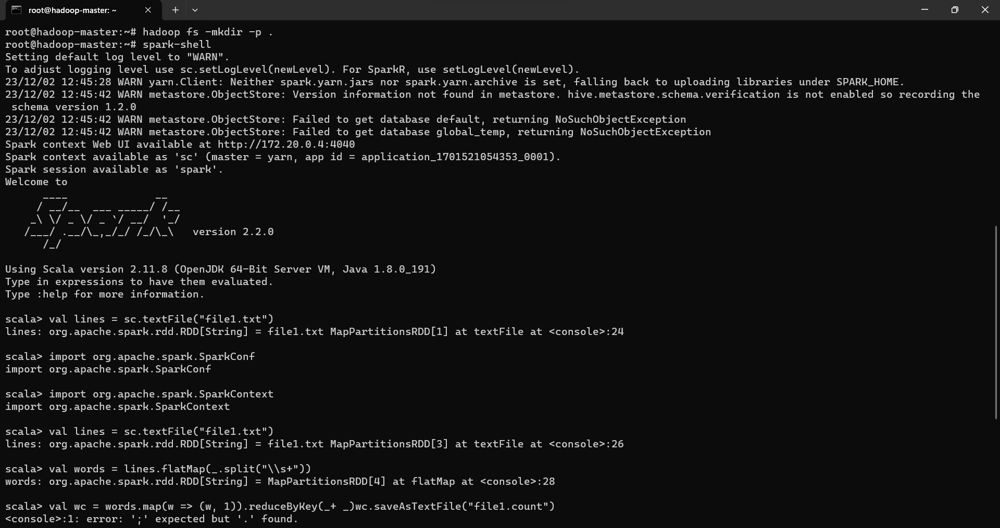 root@hadoop-master: ~
root@hadoop-master:~# hadoop fs -mkdir -p .
root@hadoop-master:~# spark-shell
Setting default log level to "WARN".
To adjust logging level use sc.setLogLevel(newLevel). For SparkR, use setLogLevel(newLevel).
23/12/02 12:45:28 WARN yarn.Client: Neither spark.yarn.jars nor spark.yarn.archive is set, falling back to uploading libraries under SPARK_HOME.
23/12/02 12:45:42 WARN metastore.ObjectStore: Version information not found in metastore. hive.metastore.schema.verification is not enabled so recording the
 schema version 1.2.0
23/12/02 12:45:42 WARN metastore.ObjectStore: Failed to get database default, returning NoSuchObjectException
23/12/02 12:45:42 WARN metastore.ObjectStore: Failed to get database global_temp, returning NoSuchObjectException
Spark context Web UI available at http://172.20.0.4:4040
Spark context available as 'sc' (master = yarn, app id = application_1701521054353_0001).
Spark session available as 'spark'.
Welcome to
      ____              __
     / __/__  ___ _____/ /__
    _\ \/ _ \/ _ `/ __/  '_/
   /___/ .__/\_,_/_/ /_/\_\   version 2.2.0
      /_/
Using Scala version 2.11.8 (OpenJDK 64-Bit Server VM, Java 1.8.0_191)
Type in expressions to have them evaluated.
Type :help for more information.
scala> val lines = sc.textFile("file1.txt")
lines: org.apache.spark.rdd.RDD[String] = file1.txt MapPartitionsRDD[1] at textFile at <console>:24
scala> import org.apache.spark.SparkConf
import org.apache.spark.SparkConf
scala> import org.apache.spark.SparkContext
import org.apache.spark.SparkContext
scala> val lines = sc.textFile("file1.txt")
lines: org.apache.spark.rdd.RDD[String] = file1.txt MapPartitionsRDD[3] at textFile at <console>:26
scala> val words = lines.flatMap(_.split("\\s+"))
words: org.apache.spark.rdd.RDD[String] = MapPartitionsRDD[4] at flatMap at <console>:28
scala> val wc = words.map(w => (w, 1)).reduceByKey(_+ _)wc.saveAsTextFile("file1.count")
<console>:1: error: ';' expected but '.' found.